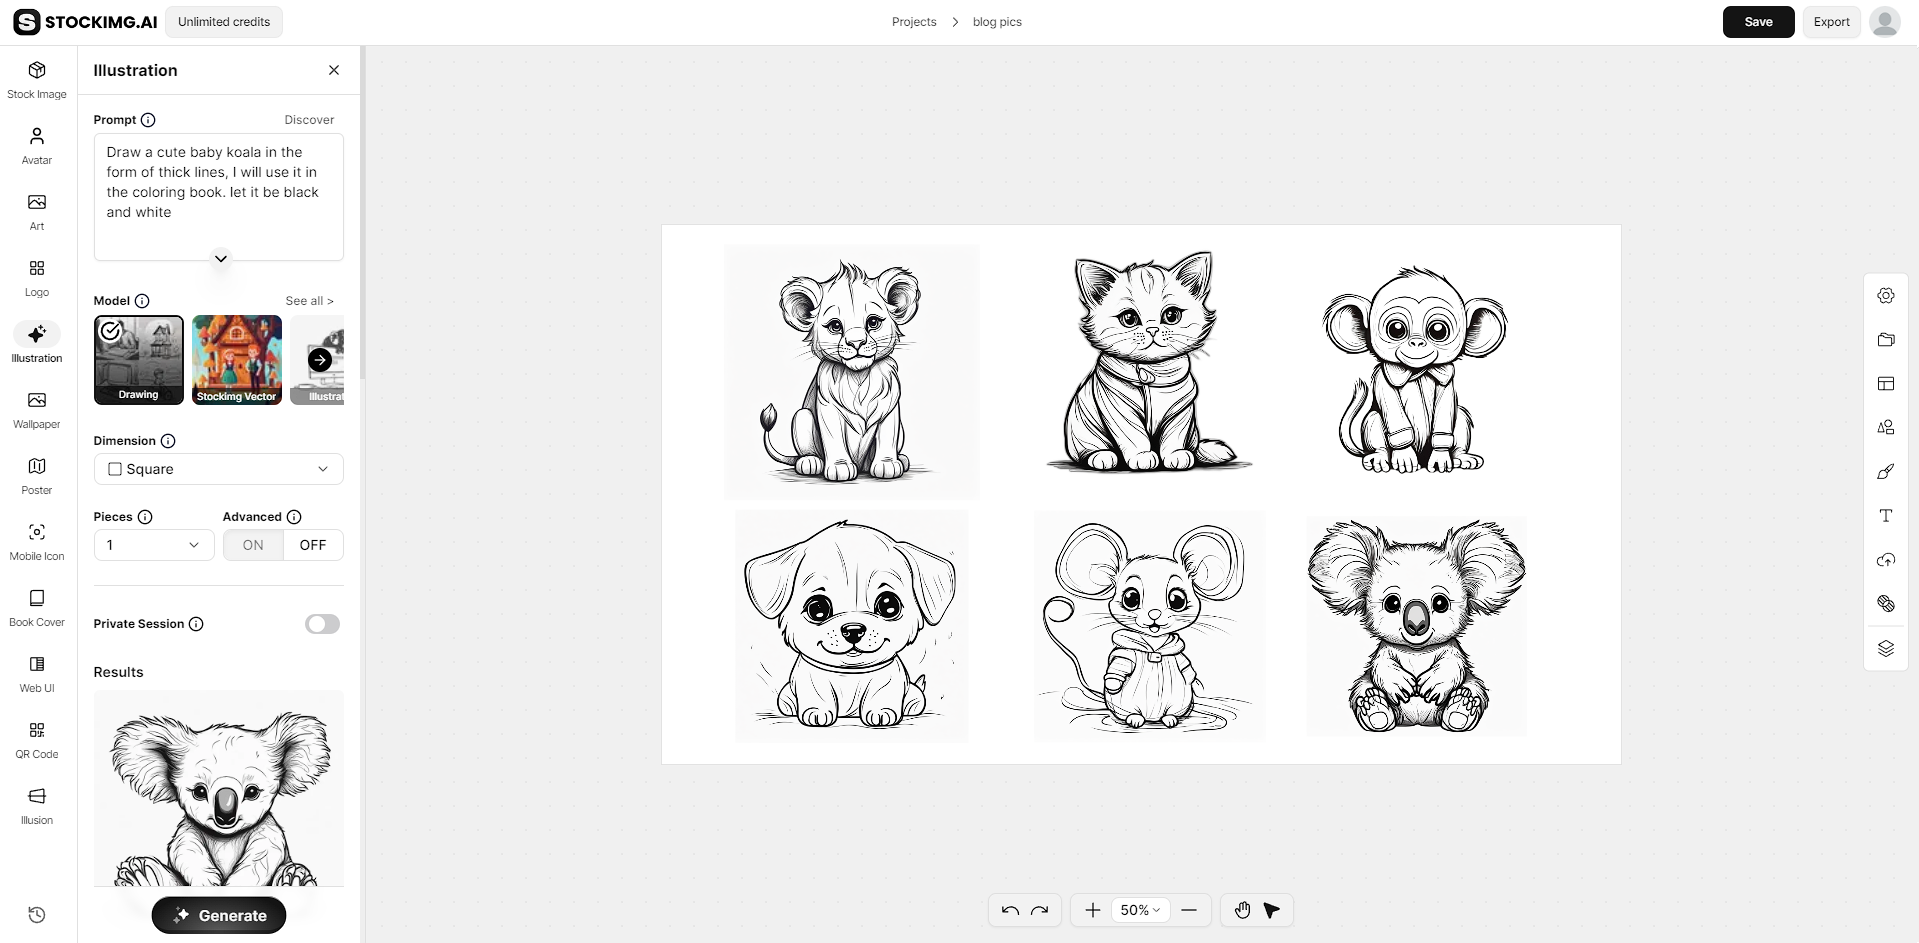 STOCKIMG.AI
Unlimited credits
Projects > blog pics
Save
Export
Stock Image
Avatar
Art
Logo
Illustration
Wallpaper
Poster
Mobile Icon
Book Cover
Web UI
QR Code
Illusion
Illustration
Prompt
Discover
Draw a cute baby koala in the
form of thick lines, I will use it in
the coloring book. let it be black
and white
Model
See all >
Drawing
Stockimg Vector
Illustrat
Dimension
Square
Pieces
Advanced
1
ON
OFF
Private Session
Results
Generate
50%